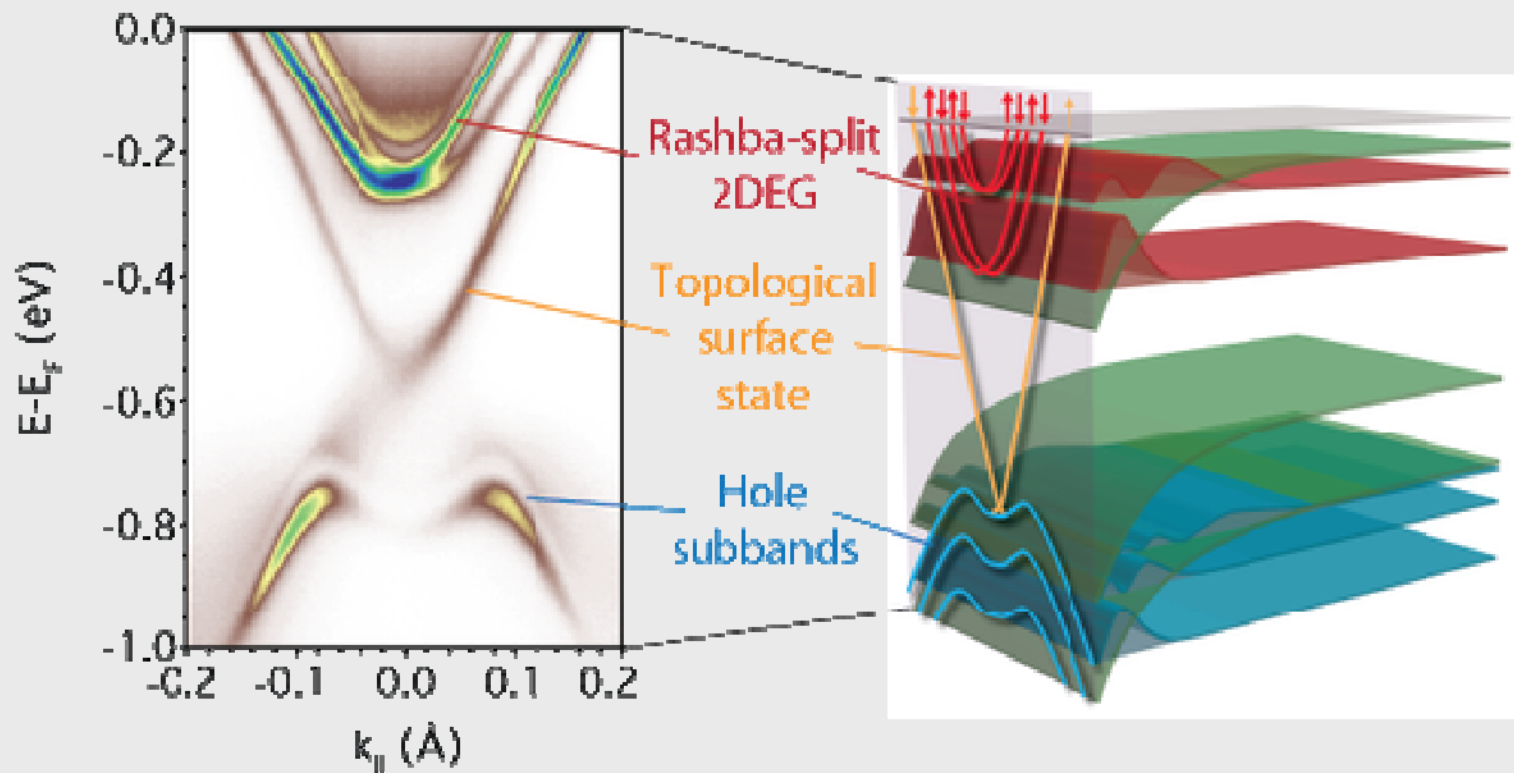 0.0
-0.2
-0.4
-0.6
-0.8
-1.0
E-E_F (eV)
-0.2
-0.1
0.0
0.1
0.2
k_|| (Å)
Rashba-split
2DEG
Topological
surface
state
Hole
subbands